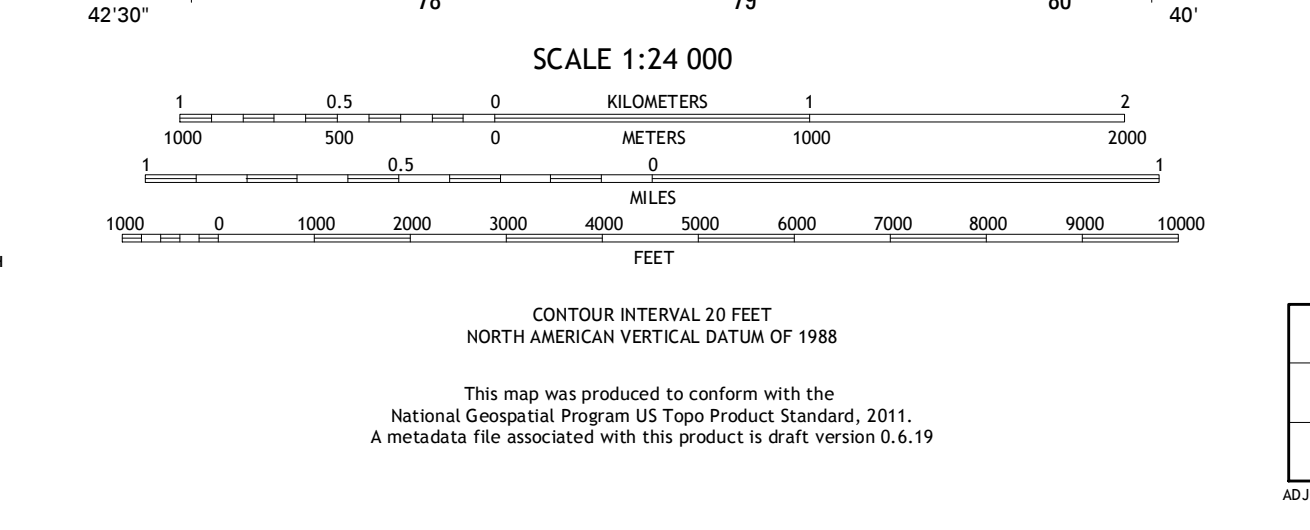 78 79 80
42'30" 40'
SCALE 1:24 000
1 0.5 0 KILOMETERS 1 2
1000 500 0 METERS 1000 2000
1 0.5 0 1
MILES
1000 0 1000 2000 3000 4000 5000 6000 7000 8000 9000 10000
FEET
CONTOUR INTERVAL 20 FEET
NORTH AMERICAN VERTICAL DATUM OF 1988
This map was produced to conform with the
National Geospatial Program US Topo Product Standard, 2011.
A metadata file associated with this product is draft version 0.6.19
ADJ